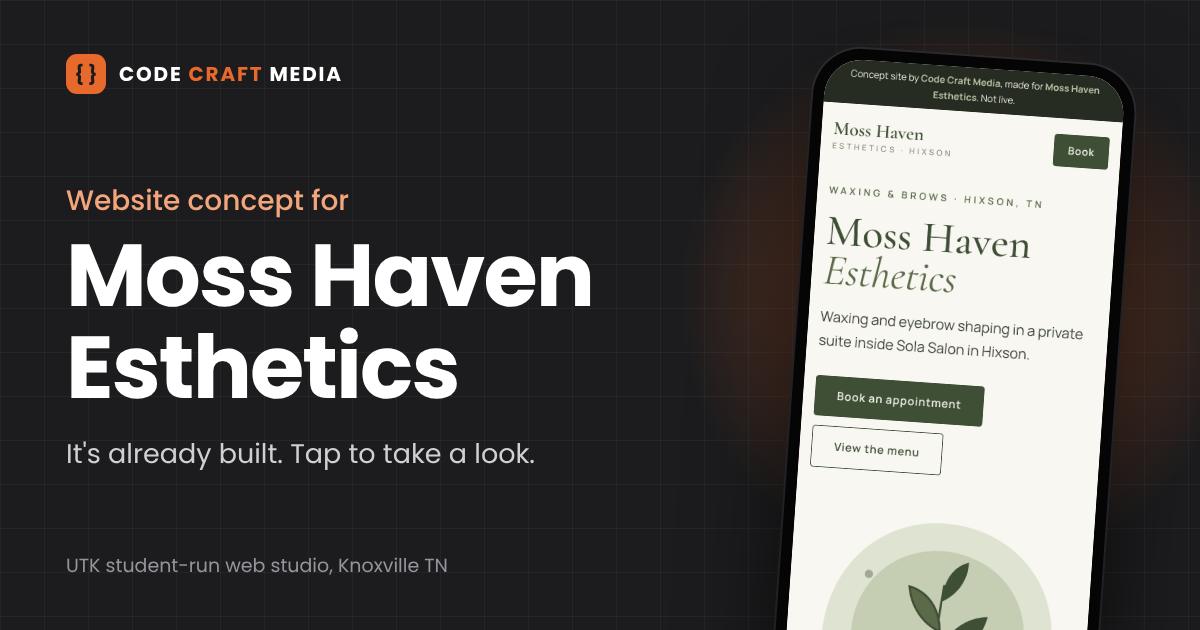 { }
CODE CRAFT MEDIA
Website concept for
Moss Haven
Esthetics
It's already built. Tap to take a look.
UTK student-run web studio, Knoxville TN
Concept site by Code Craft Media, made for Moss Haven
Esthetics. Not live.
Moss Haven
ESTHETICS · HIXSON
Book
WAXING & BROWS · HIXSON, TN
Moss Haven
Esthetics
Waxing and eyebrow shaping in a private
suite inside Sola Salon in Hixson.
Book an appointment
View the menu